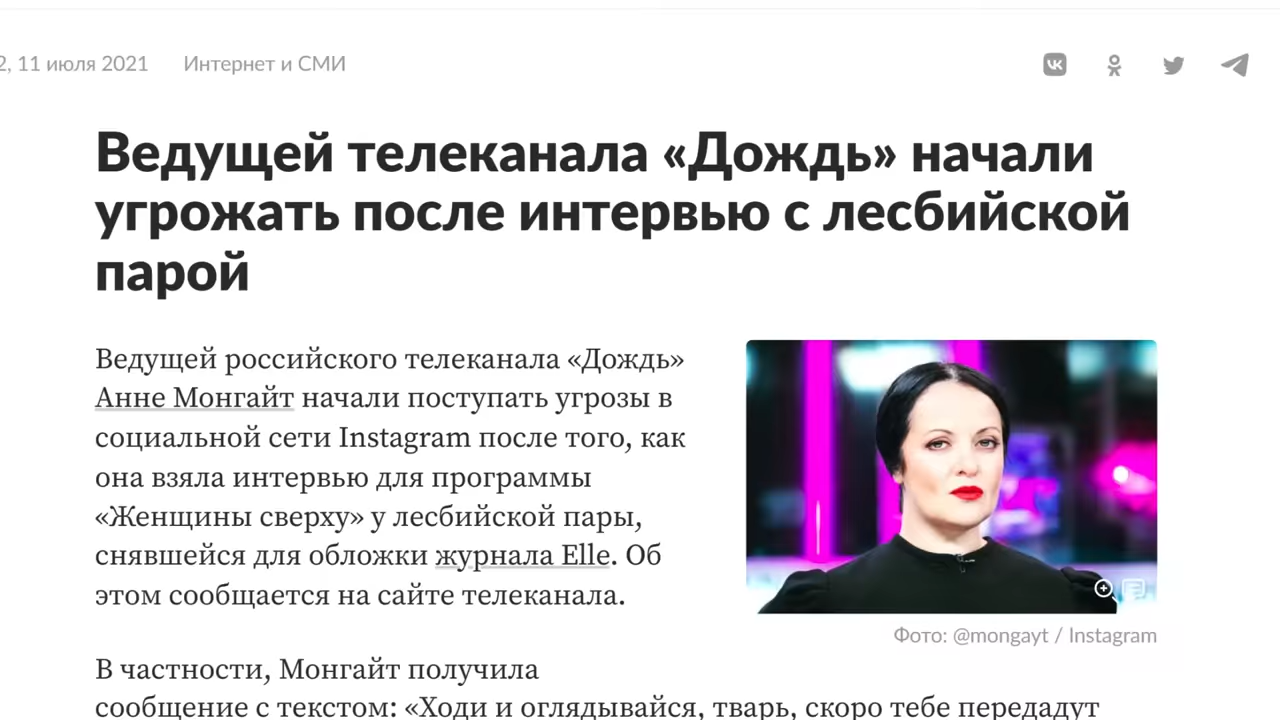 2, 11 июля 2021 Интернет и СМИ
Ведущей телеканала «Дождь» начали
угрожать после интервью с лесбийской
парой
Ведущей российского телеканала «Дождь»
Анне Монгайт начали поступать угрозы в
социальной сети Instagram после того, как
она взяла интервью для программы
«Женщины сверху» у лесбийской пары,
снявшейся для обложки журнала Elle. Об
этом сообщается на сайте телеканала.
Фото: @mongayt / Instagram
В частности, Монгайт получила
сообщение с текстом: «Ходи и оглядывайся, тварь, скоро тебе передадут